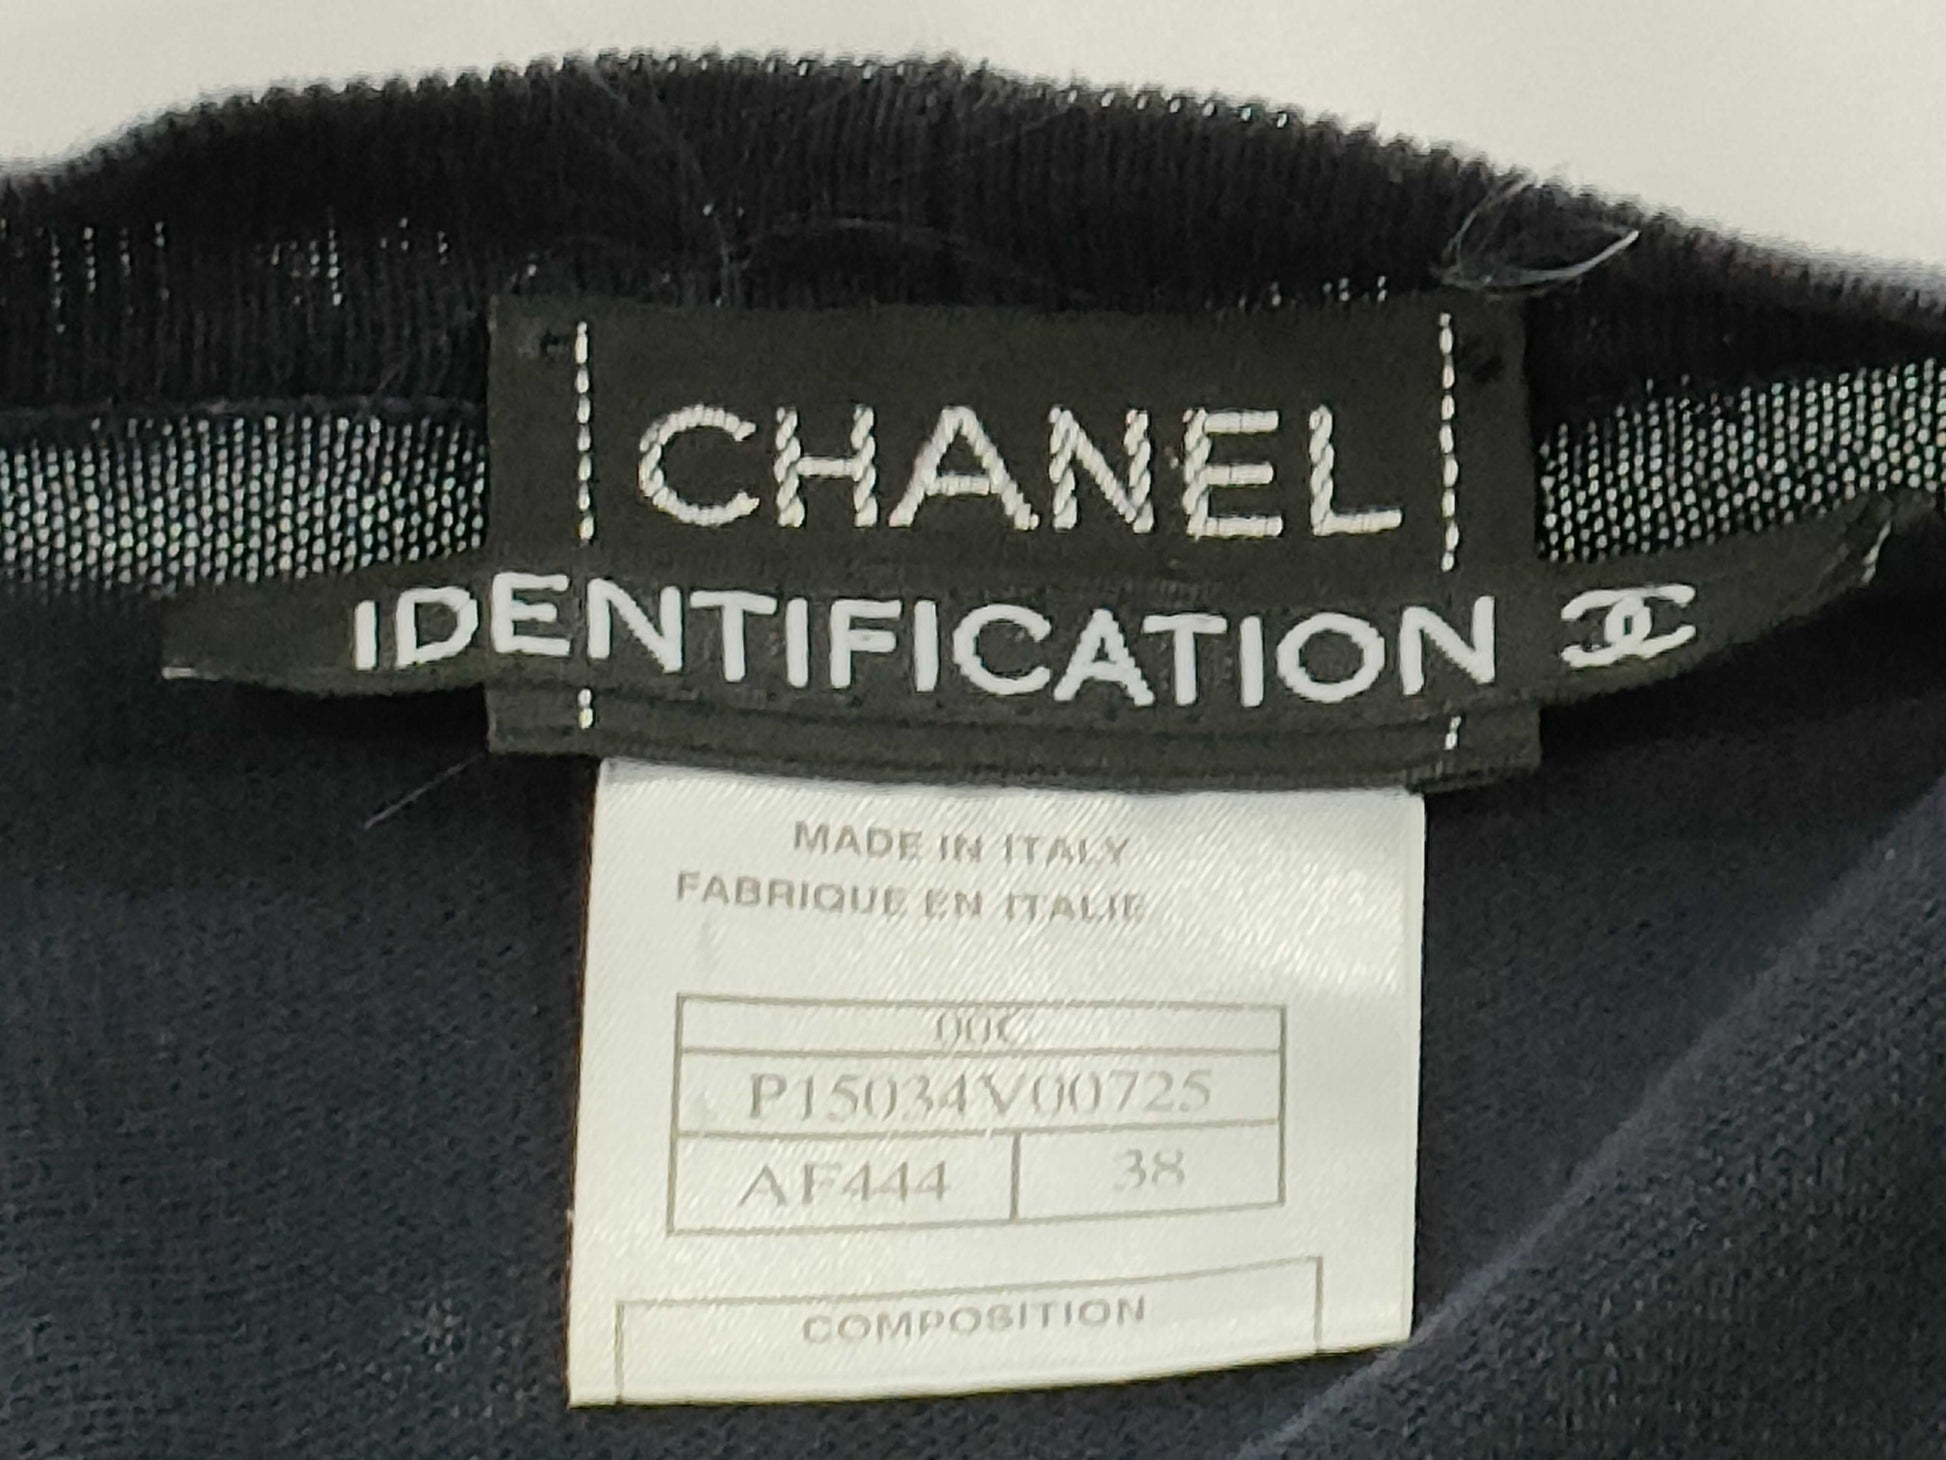 CHANEL
IDENTIFICATION
MADE IN ITALY
FABRIQUE EN ITALIE
00C
P15034V00725
AF444 38
COMPOSITION